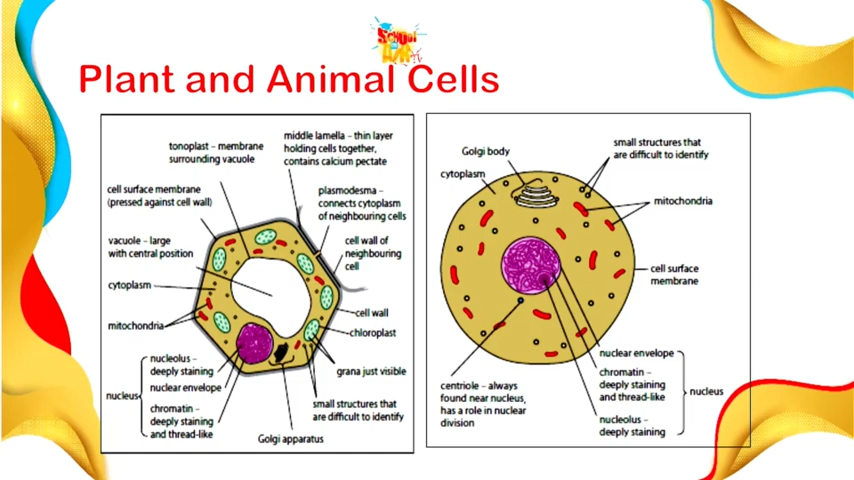 SCHOOL
Plant and Animal Cells
tonoplast – membrane
surrounding vacuole
middle lamella – thin layer
holding cells together,
contains calcium pectate
cell surface membrane
(pressed against cell wall)
plasmodesma –
connects cytoplasm
of neighbouring cells
vacuole – large
with central position
cell wall of
neighbouring
cell
cytoplasm
cell wall
mitochondria
chloroplast
nucleolus –
deeply staining
grana just visible
nuclear envelope
nucleus
chromatin –
deeply staining
and thread-like
small structures that
are difficult to identify
Golgi apparatus
Golgi body
small structures that
are difficult to identify
cytoplasm
mitochondria
cell surface
membrane
centriole – always
found near nucleus,
has a role in nuclear
division
nuclear envelope
chromatin –
deeply staining
and thread-like
nucleus
nucleolus –
deeply staining